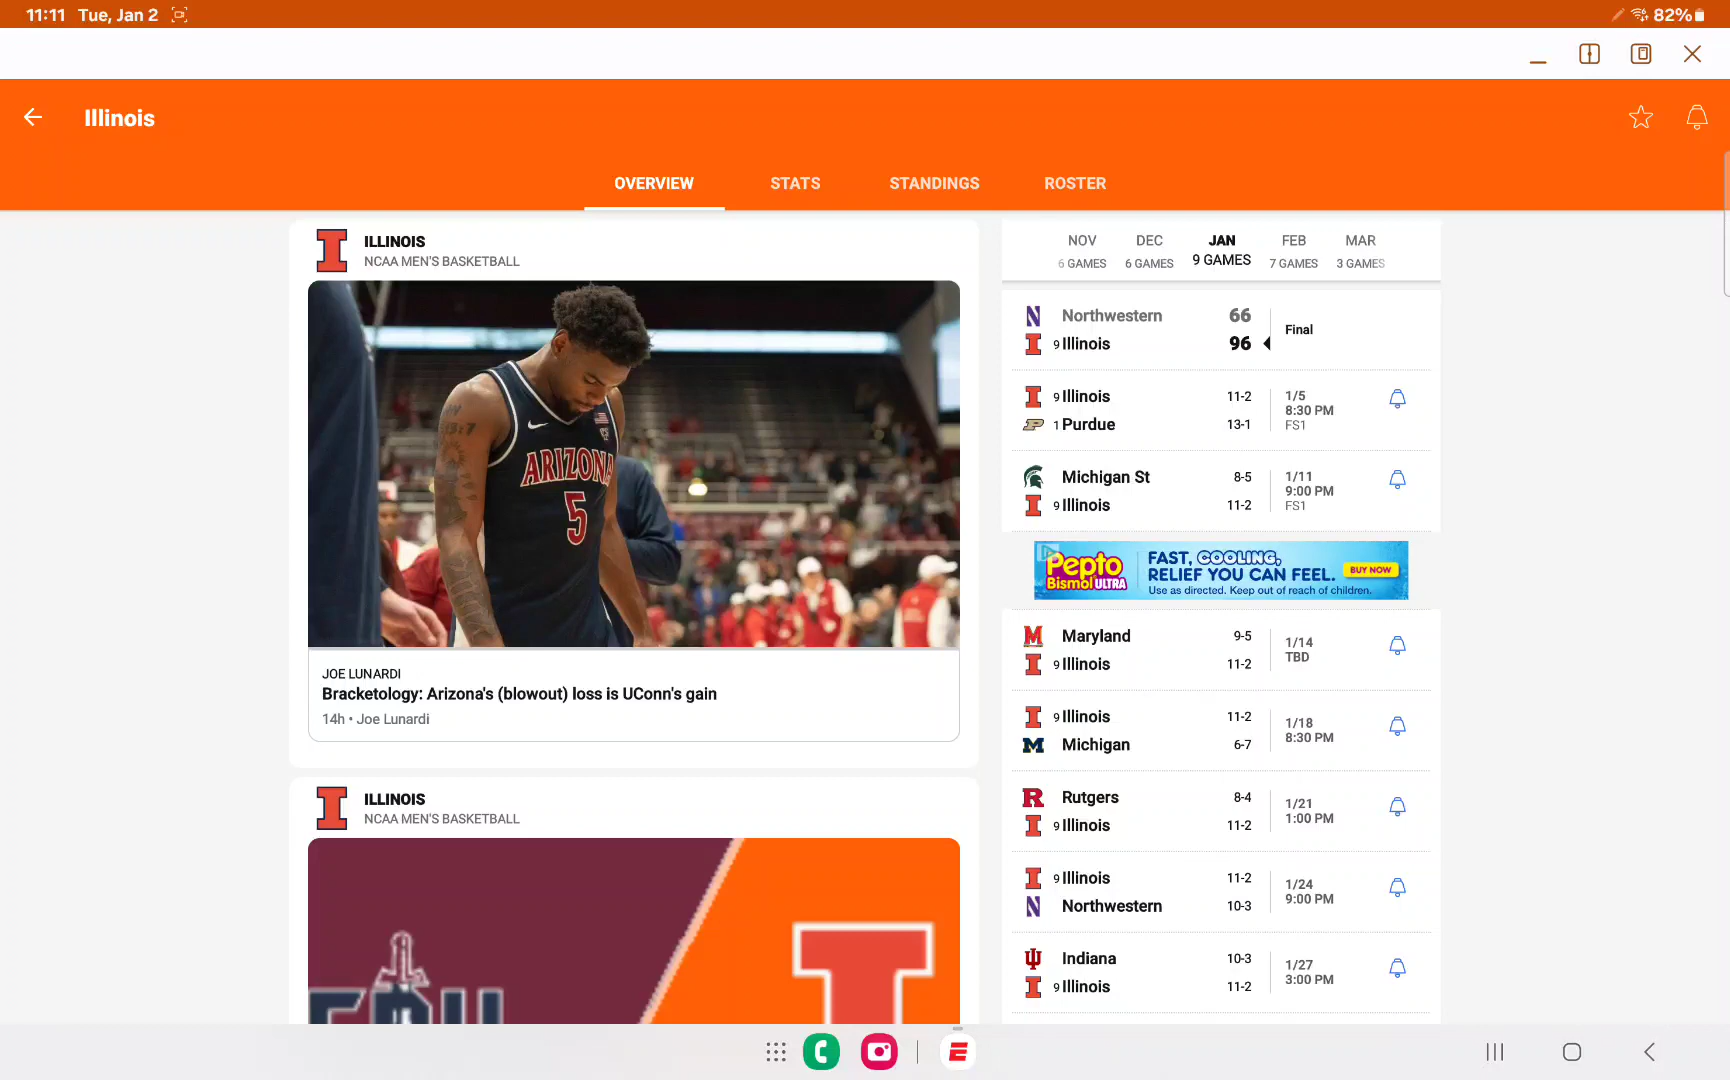 11:11 Tue, Jan 2
82%
Illinois
OVERVIEW STATS STANDINGS ROSTER
ILLINOIS
NCAA MEN'S BASKETBALL
ARIZONA
5
JOE LUNARDI
Bracketology: Arizona's (blowout) loss is UConn's gain
14h • Joe Lunardi
ILLINOIS
NCAA MEN'S BASKETBALL
NOV DEC JAN FEB MAR
6 GAMES 6 GAMES 9 GAMES 7 GAMES 3 GAMES
Northwestern 66
9 Illinois 96
Final
9 Illinois 11-2
1 Purdue 13-1
1/5
8:30 PM
FS1
Michigan St 8-5
9 Illinois 11-2
1/11
9:00 PM
FS1
Pepto
Bismol ULTRA
FAST, COOLING,
RELIEF YOU CAN FEEL.
Use as directed. Keep out of reach of children.
BUY NOW
Maryland 9-5
9 Illinois 11-2
1/14
TBD
9 Illinois 11-2
Michigan 6-7
1/18
8:30 PM
Rutgers 8-4
9 Illinois 11-2
1/21
1:00 PM
9 Illinois 11-2
Northwestern 10-3
1/24
9:00 PM
Indiana 10-3
9 Illinois 11-2
1/27
3:00 PM